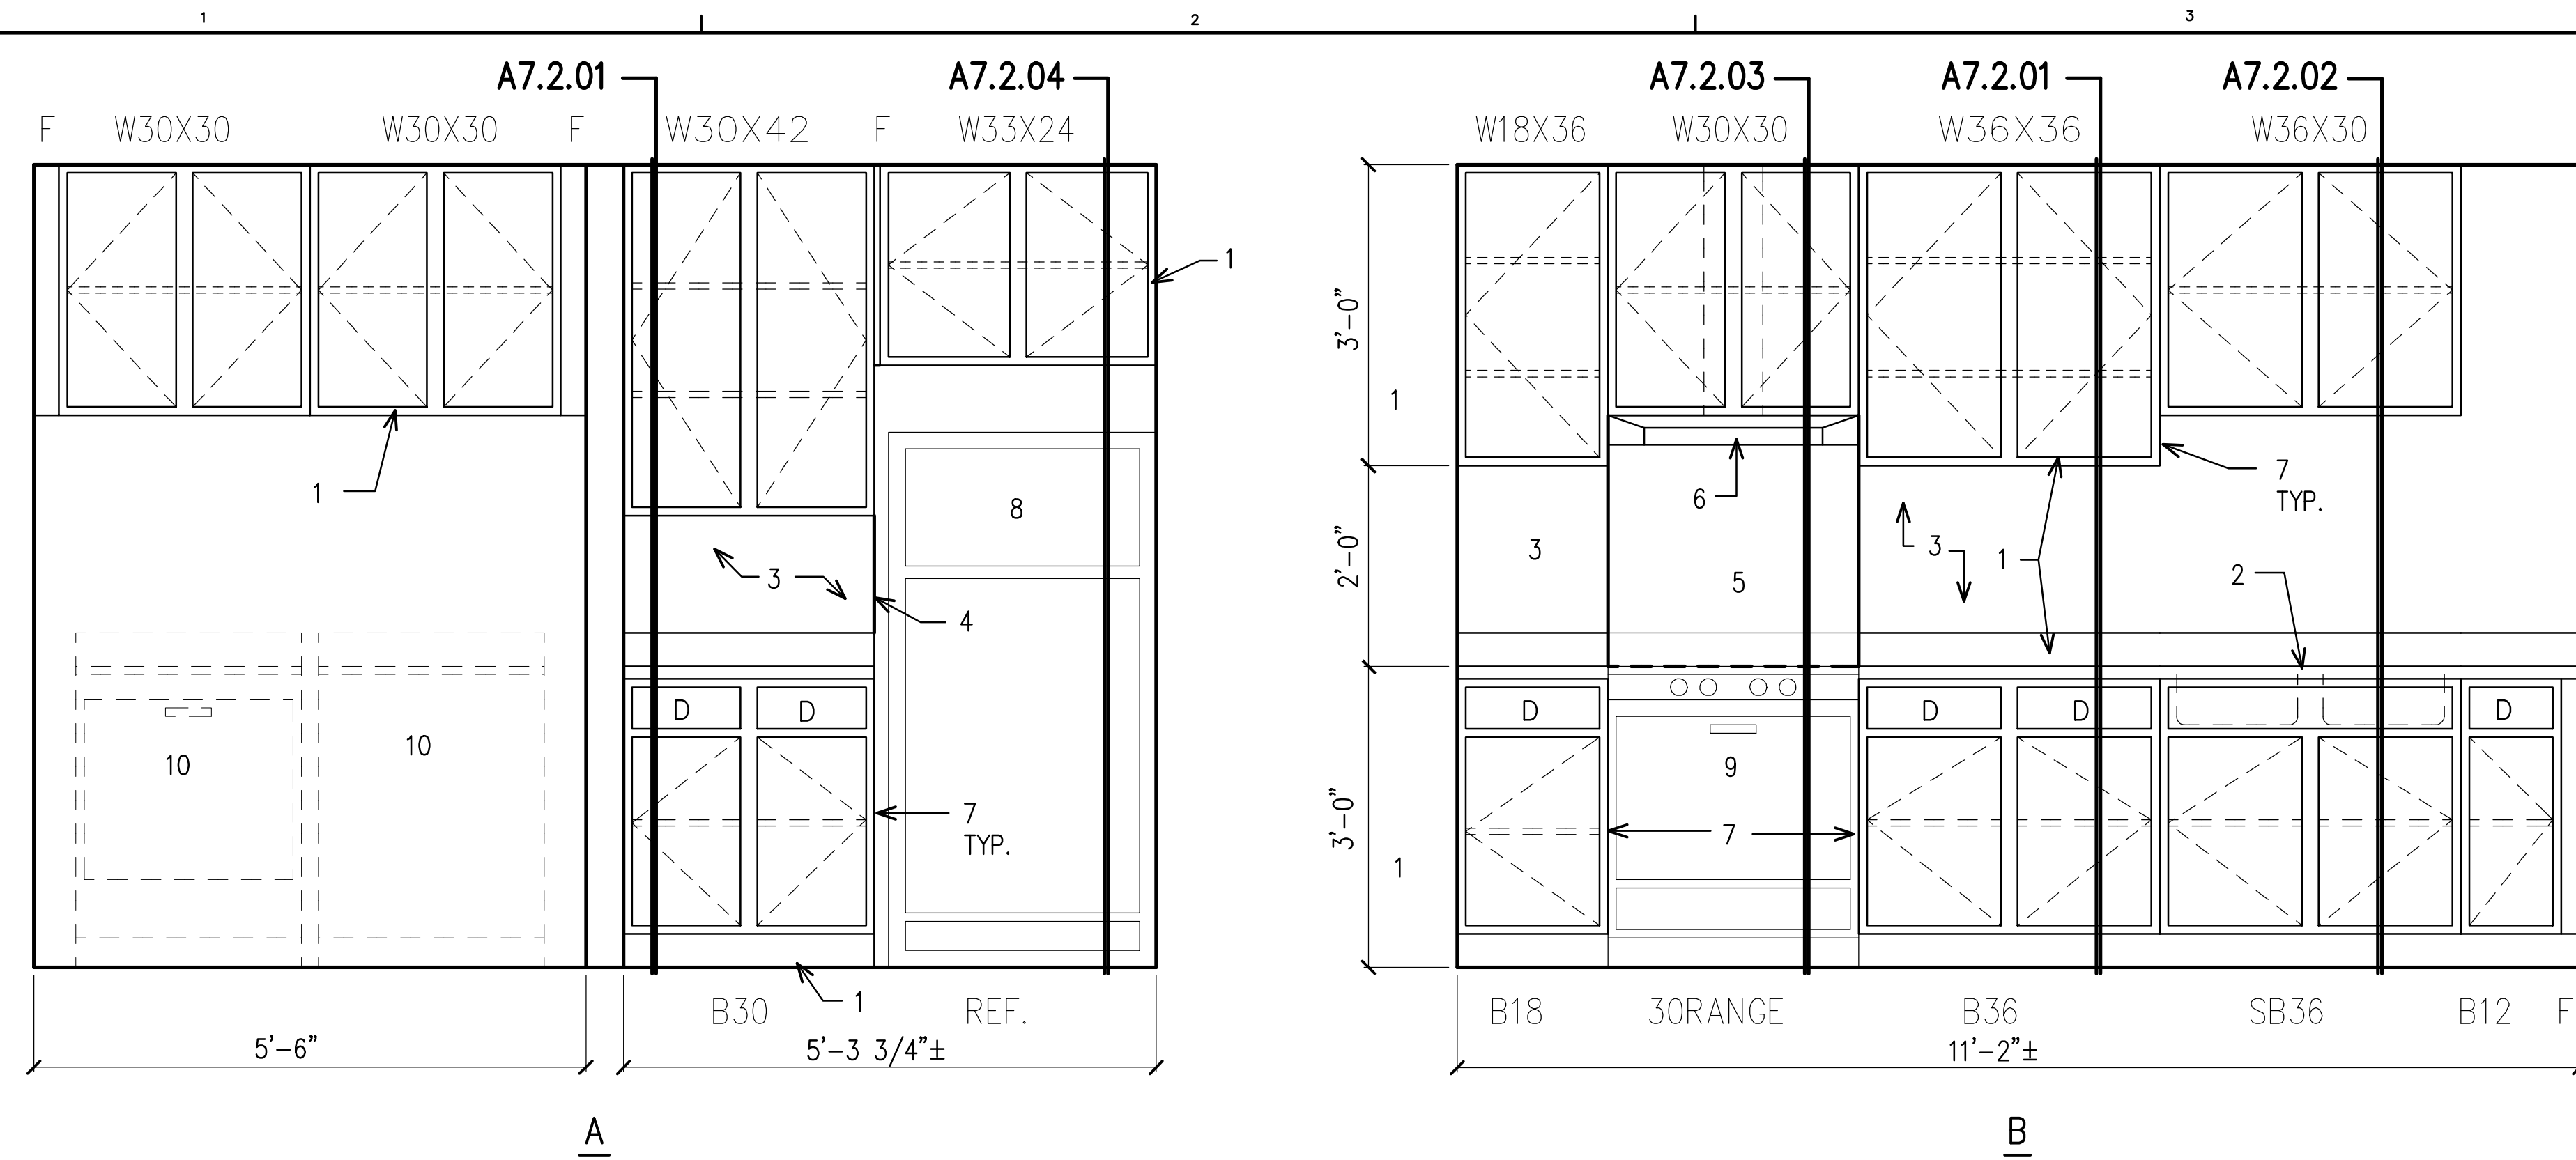 1 2 3
A7.2.01 A7.2.04 A7.2.03 A7.2.01 A7.2.02
F W30X30 W30X30 F W30X42 F W33X24 W18X36 W30X30 W36X36 W36X30
1
3'-0"
1
1
6
7
TYP.
8
3
3
1
2'-0"
3
5
2
4
D D D D D D
10
10
9
7
TYP.
7
3'-0"
1
1
B30 REF. B18 30RANGE B36 SB36 B12 F
5'-6" 5'-3 3/4"± 11'-2"±
A B